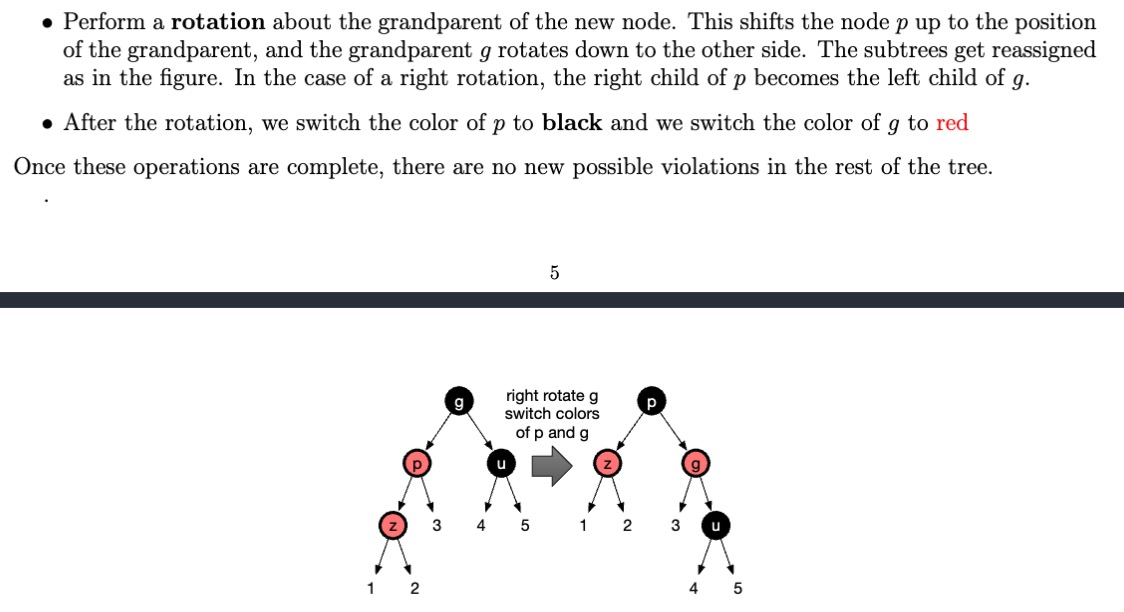 • Perform a rotation about the grandparent of the new node. This shifts the node p up to the position
of the grandparent, and the grandparent g rotates down to the other side. The subtrees get reassigned
as in the figure. In the case of a right rotation, the right child of p becomes the left child of g.
• After the rotation, we switch the color of p to black and we switch the color of g to red
Once these operations are complete, there are no new possible violations in the rest of the tree.
.
5
g
right rotate g
switch colors
of p and g
p
p
u
z
g
z
3
4
5
1
2
3
u
1
2
4
5